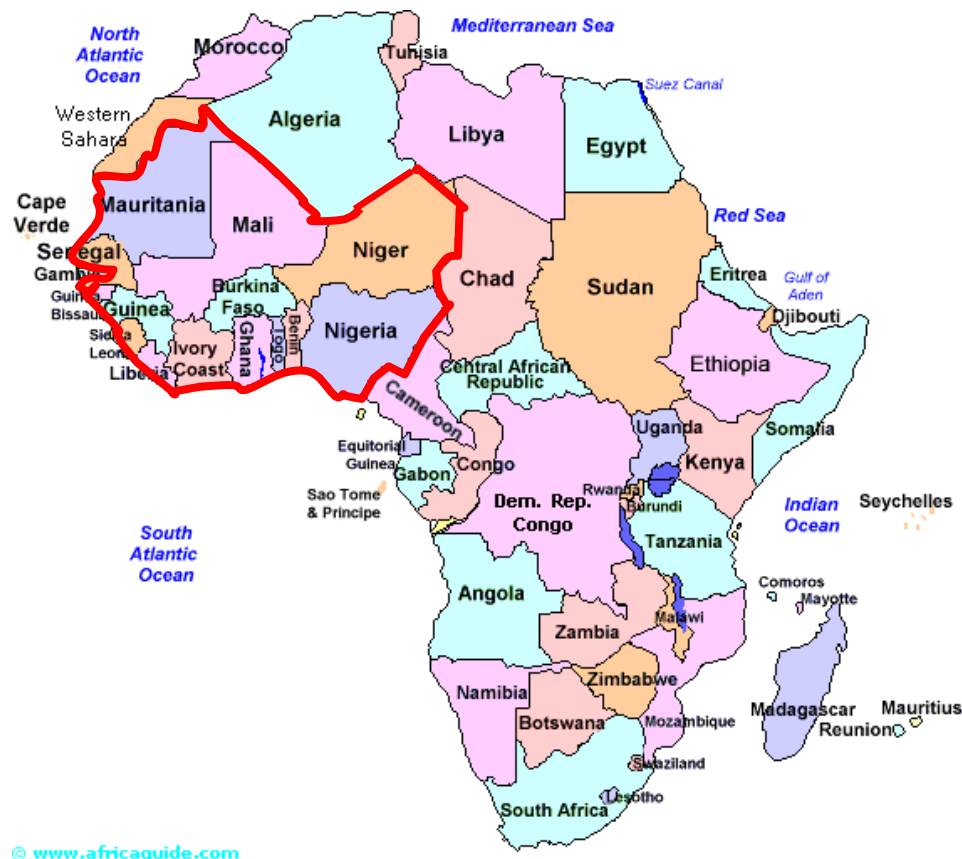 North
Atlantic
Ocean
Mediterranean Sea
Morocco
Tunisia
Suez Canal
Western
Sahara
Algeria
Libya
Egypt
Cape
Verde
Mauritania
Mali
Niger
Red Sea
Senegal
Gambia
Chad
Sudan
Eritrea
Gulf of
Aden
Guinea
Bissau
Guinea
Burkina
Faso
Nigeria
Djibouti
Sierra
Leone
Ivory
Coast
Ghana
Togo
Benin
Liberia
Central African
Republic
Ethiopia
Cameroon
Uganda
Somalia
Equitorial
Guinea
Gabon
Congo
Kenya
Sao Tome
& Principe
Dem. Rep.
Congo
Rwanda
Burundi
Indian
Ocean
Seychelles
South
Atlantic
Ocean
Tanzania
Angola
Comoros
Mayotte
Zambia
Malawi
Namibia
Zimbabwe
Botswana
Mozambique
Madagascar
Mauritius
Reunion
Swaziland
South Africa
Lesotho
© www.africaguide.com